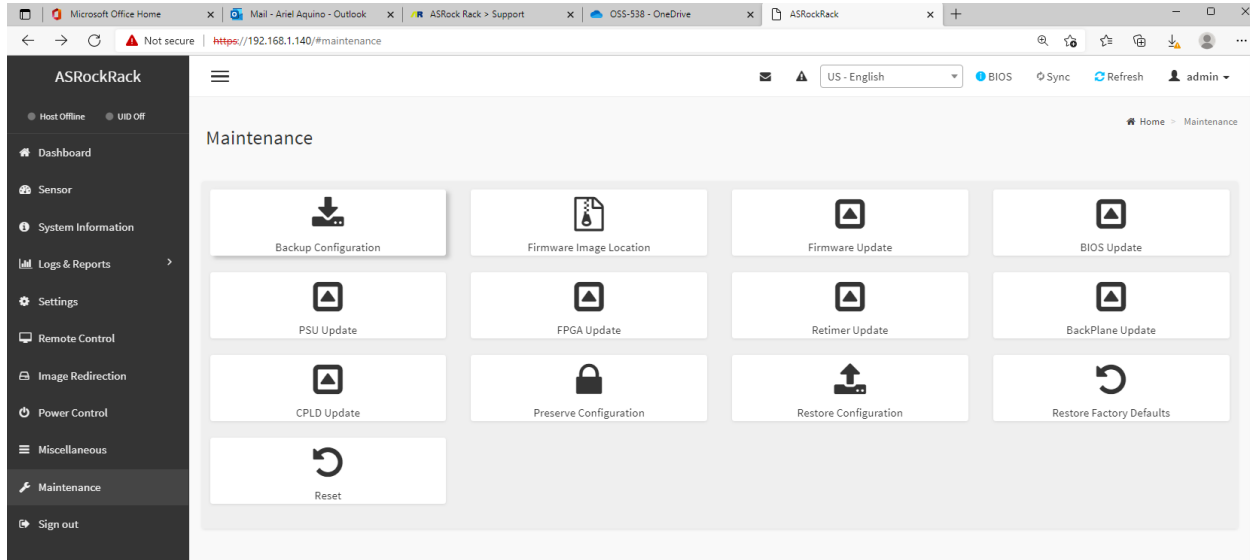 Microsoft Office Home
Mail - Ariel Aquino - Outlook
ASRock Rack > Support
OSS-538 - OneDrive
ASRockRack
Not secure
https://192.168.1.140/#maintenance
ASRockRack
US - English
BIOS
Sync
Refresh
admin
Host Offline
UID Off
Home > Maintenance
Maintenance
Dashboard
Sensor
System Information
Logs & Reports
Settings
Remote Control
Image Redirection
Power Control
Miscellaneous
Maintenance
Sign out
Backup Configuration
Firmware Image Location
Firmware Update
BIOS Update
PSU Update
FPGA Update
Retimer Update
BackPlane Update
CPLD Update
Preserve Configuration
Restore Configuration
Restore Factory Defaults
Reset